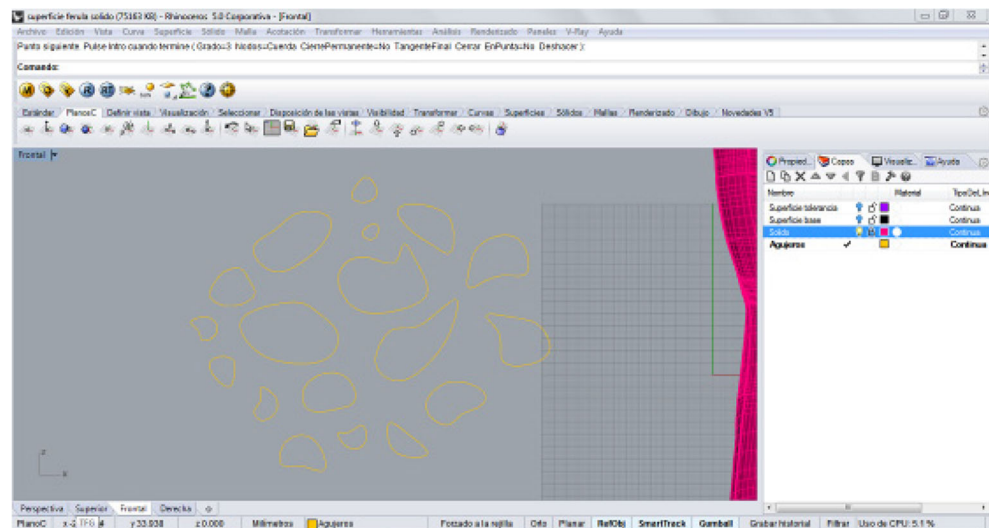 superficie ferula solido (75163 KB) - Rhinoceros 5.0 Corporativa - [Frontal]
Archivo Edición Vista Curva Superficie Sólido Malla Acotación Transformar Herramientas Análisis Renderizado Paneles V-Ray Ayuda
Punto siguiente. Pulse Intro cuando termine ( Grado=3 Nodos=Cuerda CierrePermanente=No TangenteFinal Cerrar EnPunta=No Deshacer ):
Comando:
Estándar PlanosC Definir vista Visualización Seleccionar Disposición de las vistas Visibilidad Transformar Curvas Superficies Sólidos Mallas Renderizado Dibujo Novedades V5
Frontal
Propied... Capas Visualiz... Ayuda
Nombre Material TipoDeLín
Superficie tolerancia Continua
Superficie base Continua
Solido Continua
Agujeros Continua
z
x
Perspectiva Superior Frontal Derecha
PlanoC TFG y 33.938 z 0.000 Milímetros Agujeros Forzado a la rejilla Orto Planar RefObj SmartTrack Gumball Grabar historial Filtrar Uso de CPU: 5.1 %